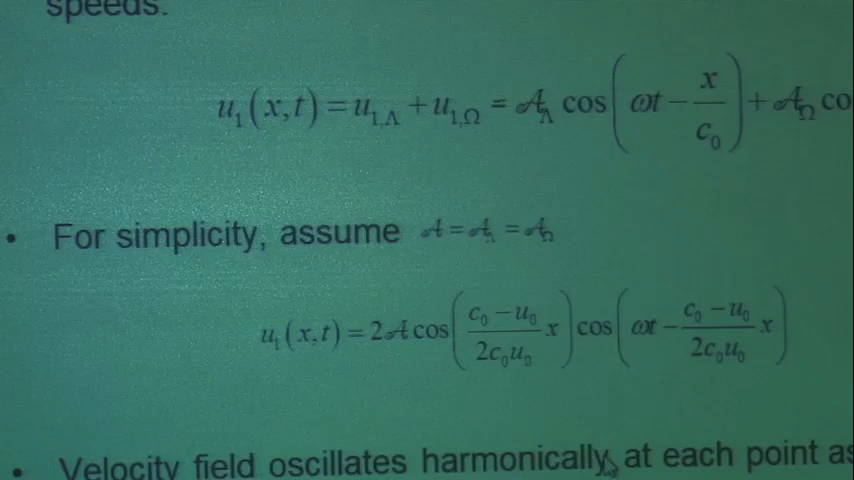 speeds.
u₁(x,t) = u₁,Λ + u₁,Ω = 𝒜_Λ cos(ωt − x/c₀) + 𝒜_Ω co
• For simplicity, assume 𝒜 = 𝒜_Λ = 𝒜_Ω
u₁(x,t) = 2𝒜 cos((c₀ − u₀)/(2c₀u₀) x) cos(ωt − (c₀ − u₀)/(2c₀u₀) x)
• Velocity field oscillates harmonically at each point as